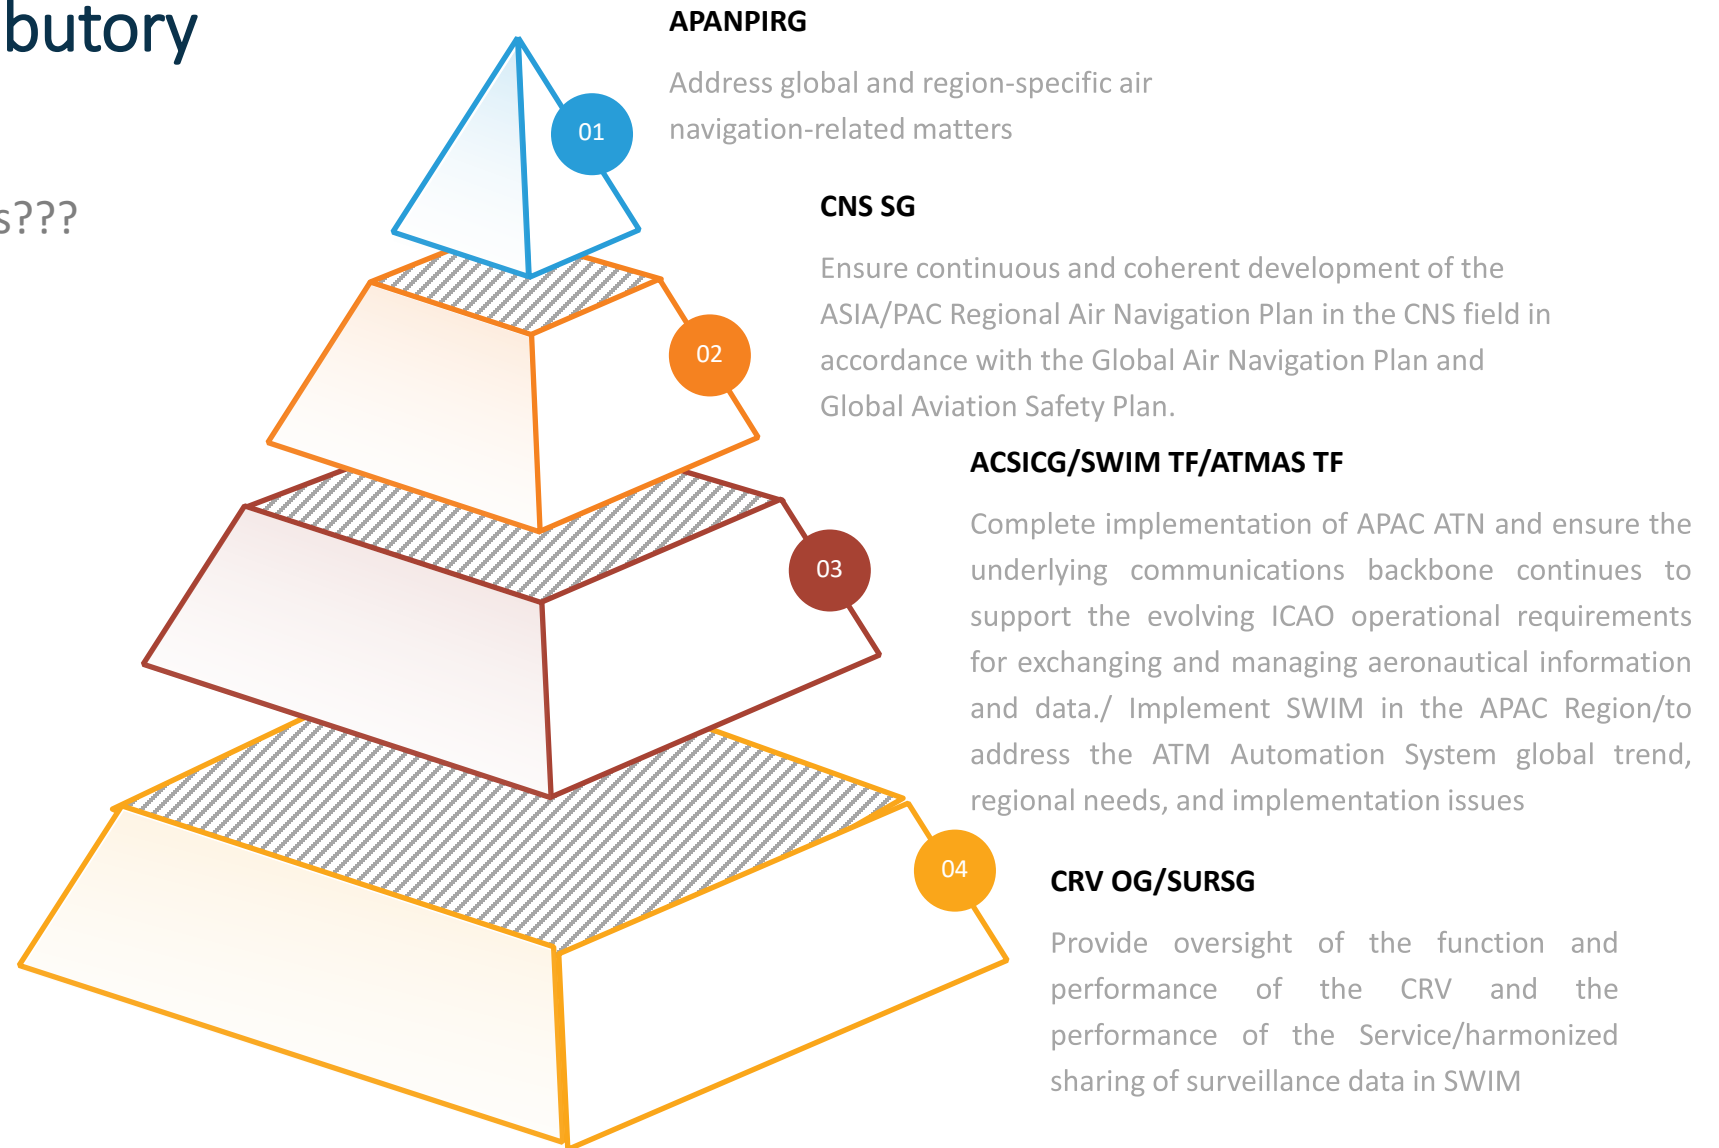 butory
s???
APANPIRG
Address global and region-specific air
navigation-related matters
01
CNS SG
Ensure continuous and coherent development of the
ASIA/PAC Regional Air Navigation Plan in the CNS field in
accordance with the Global Air Navigation Plan and
Global Aviation Safety Plan.
02
ACSICG/SWIM TF/ATMAS TF
Complete implementation of APAC ATN and ensure the
underlying communications backbone continues to
support the evolving ICAO operational requirements
for exchanging and managing aeronautical information
and data./ Implement SWIM in the APAC Region/to
address the ATM Automation System global trend,
regional needs, and implementation issues
03
CRV OG/SURSG
Provide oversight of the function and
performance of the CRV and the
performance of the Service/harmonized
sharing of surveillance data in SWIM
04